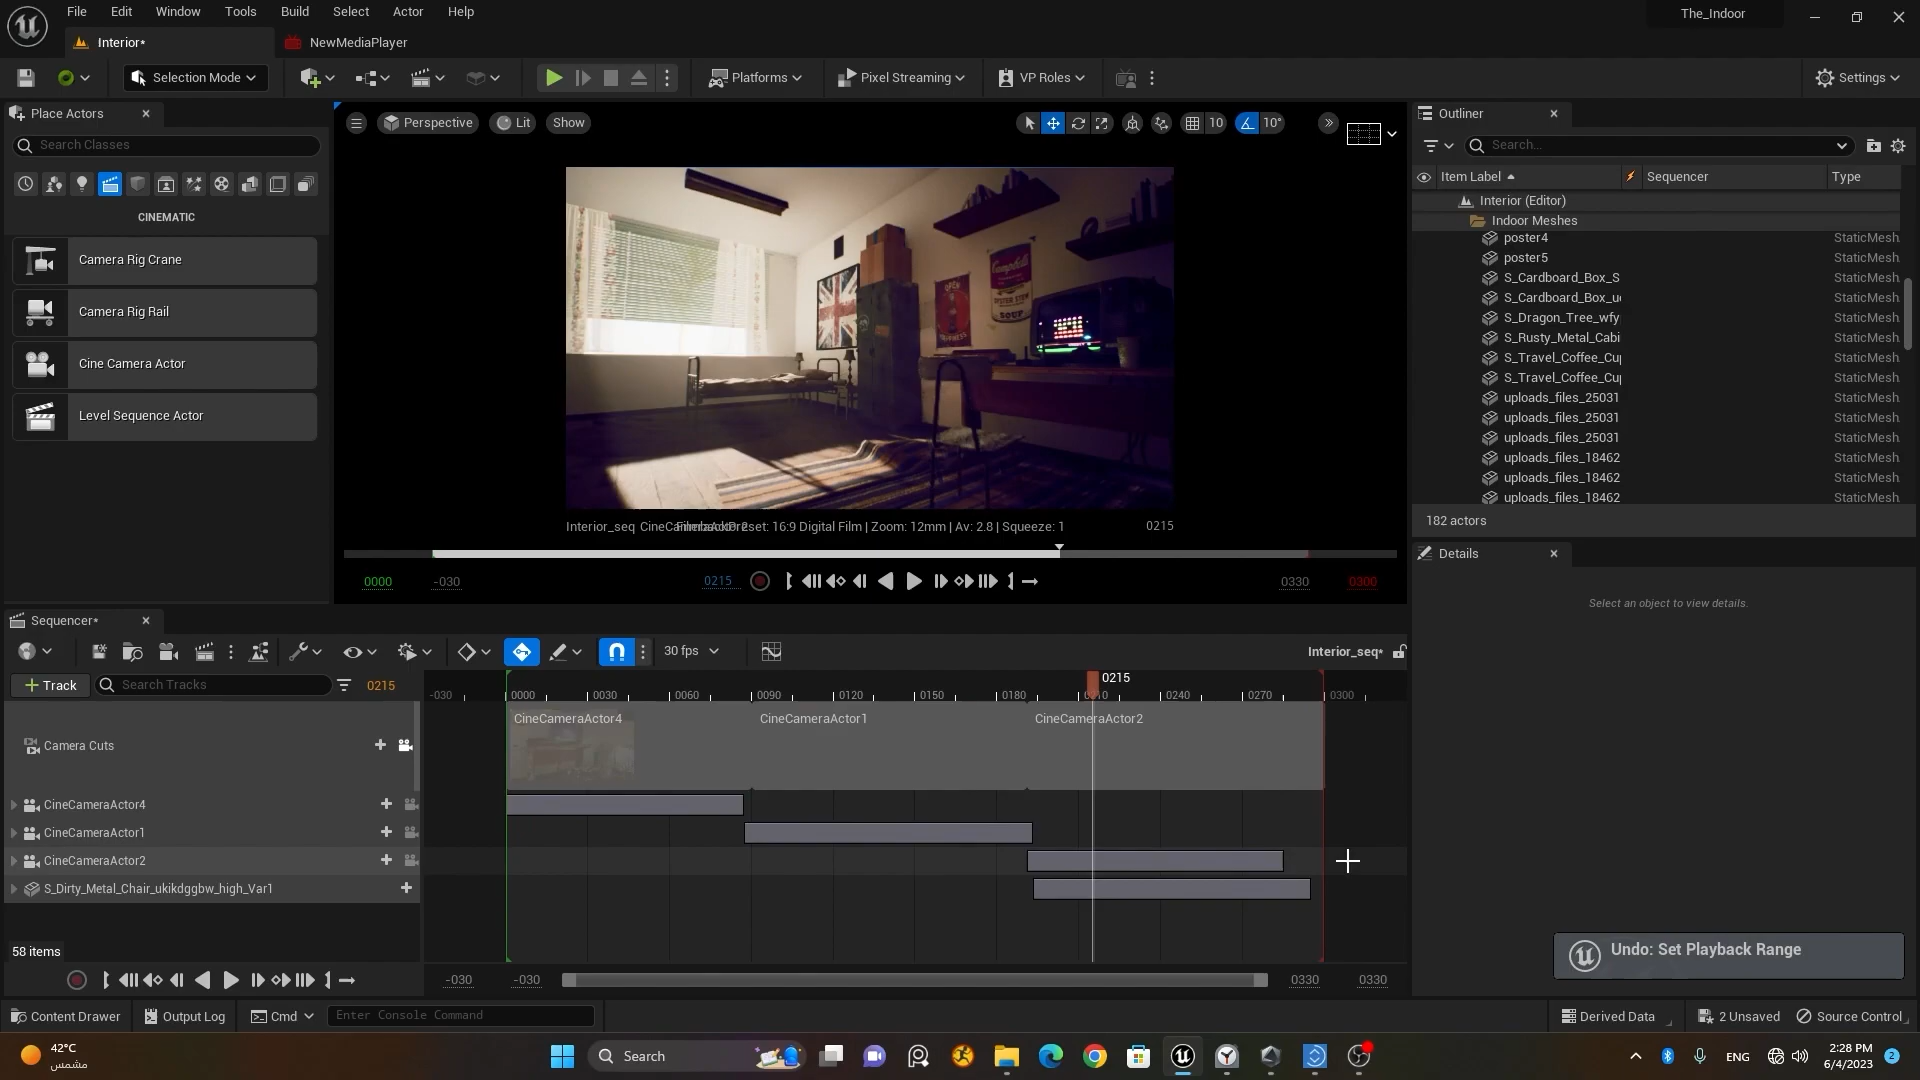 File Edit Window Tools Build Select Actor Help
The_Indoor
Interior*
NewMediaPlayer
Selection Mode
Platforms
Pixel Streaming
VP Roles
Settings
Place Actors
Search Classes
CINEMATIC
Camera Rig Crane
Camera Rig Rail
Cine Camera Actor
Level Sequence Actor
Perspective
Lit
Show
10
10°
Interior_seq
Preset: 16:9 Digital Film | Zoom: 12mm | Av: 2.8 | Squeeze: 1
0215
0000
-030
0215
0330
0300
Outliner
Search...
Item Label
Sequencer
Type
Interior (Editor)
Indoor Meshes
poster4 StaticMesh
poster5 StaticMesh
S_Cardboard_Box_S StaticMesh
S_Cardboard_Box_u StaticMesh
S_Dragon_Tree_wfy StaticMesh
S_Rusty_Metal_Cabi StaticMesh
S_Travel_Coffee_Cu StaticMesh
S_Travel_Coffee_Cu StaticMesh
uploads_files_25031 StaticMesh
uploads_files_25031 StaticMesh
uploads_files_25031 StaticMesh
uploads_files_18462 StaticMesh
uploads_files_18462 StaticMesh
uploads_files_18462 StaticMesh
182 actors
Details
Select an object to view details.
Sequencer*
30 fps
Interior_seq*
+ Track
Search Tracks
0215
-030 0000 0030 0060 0090 0120 0150 0180 0240 0270 0300
0215
Camera Cuts
CineCameraActor4
CineCameraActor1
CineCameraActor2
CineCameraActor4
CineCameraActor1
CineCameraActor2
S_Dirty_Metal_Chair_ukikdggbw_high_Var1
58 items
-030
-030
0330
0330
Undo: Set Playback Range
Content Drawer
Output Log
Cmd
Enter Console Command
Derived Data
2 Unsaved
Source Control
42°C
مشمس
Search
ENG
2:28 PM
6/4/2023
2